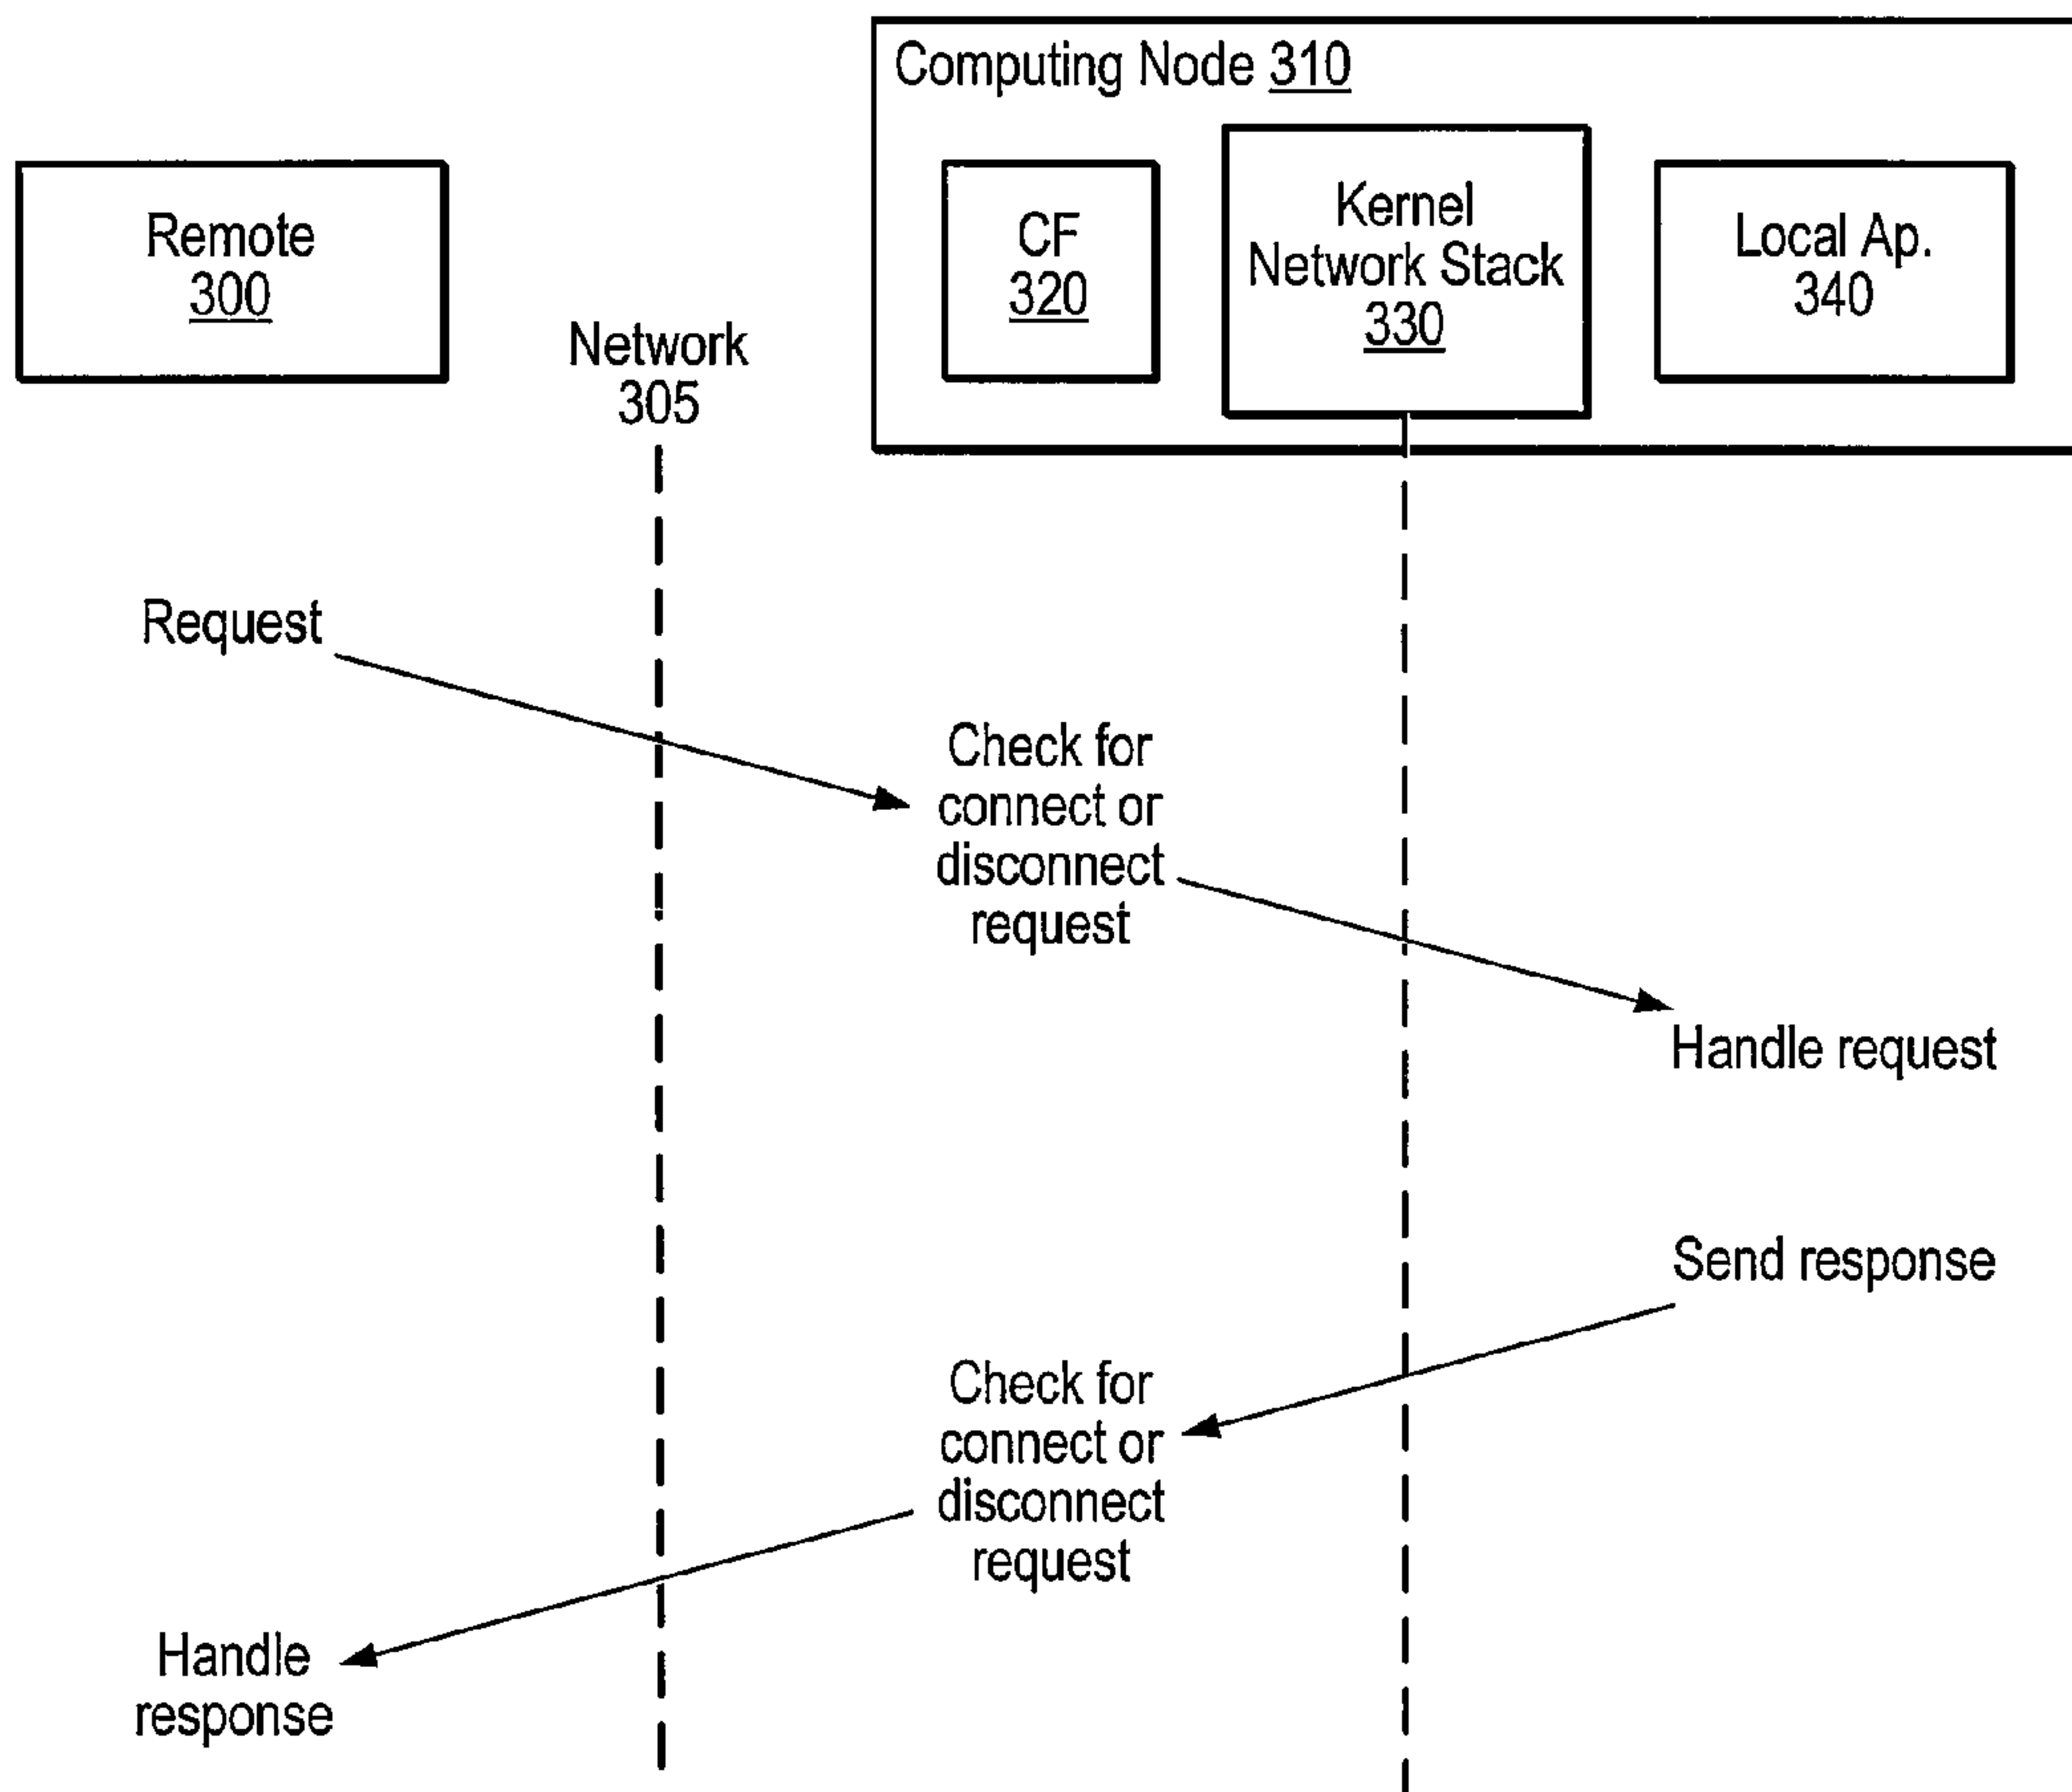 Computing Node 310
Remote
300
CF
320
Kernel
Network Stack
330
Local Ap.
340
Network
305
Request
Check for
connect or
disconnect
request
Handle request
Send response
Check for
connect or
disconnect
request
Handle
response